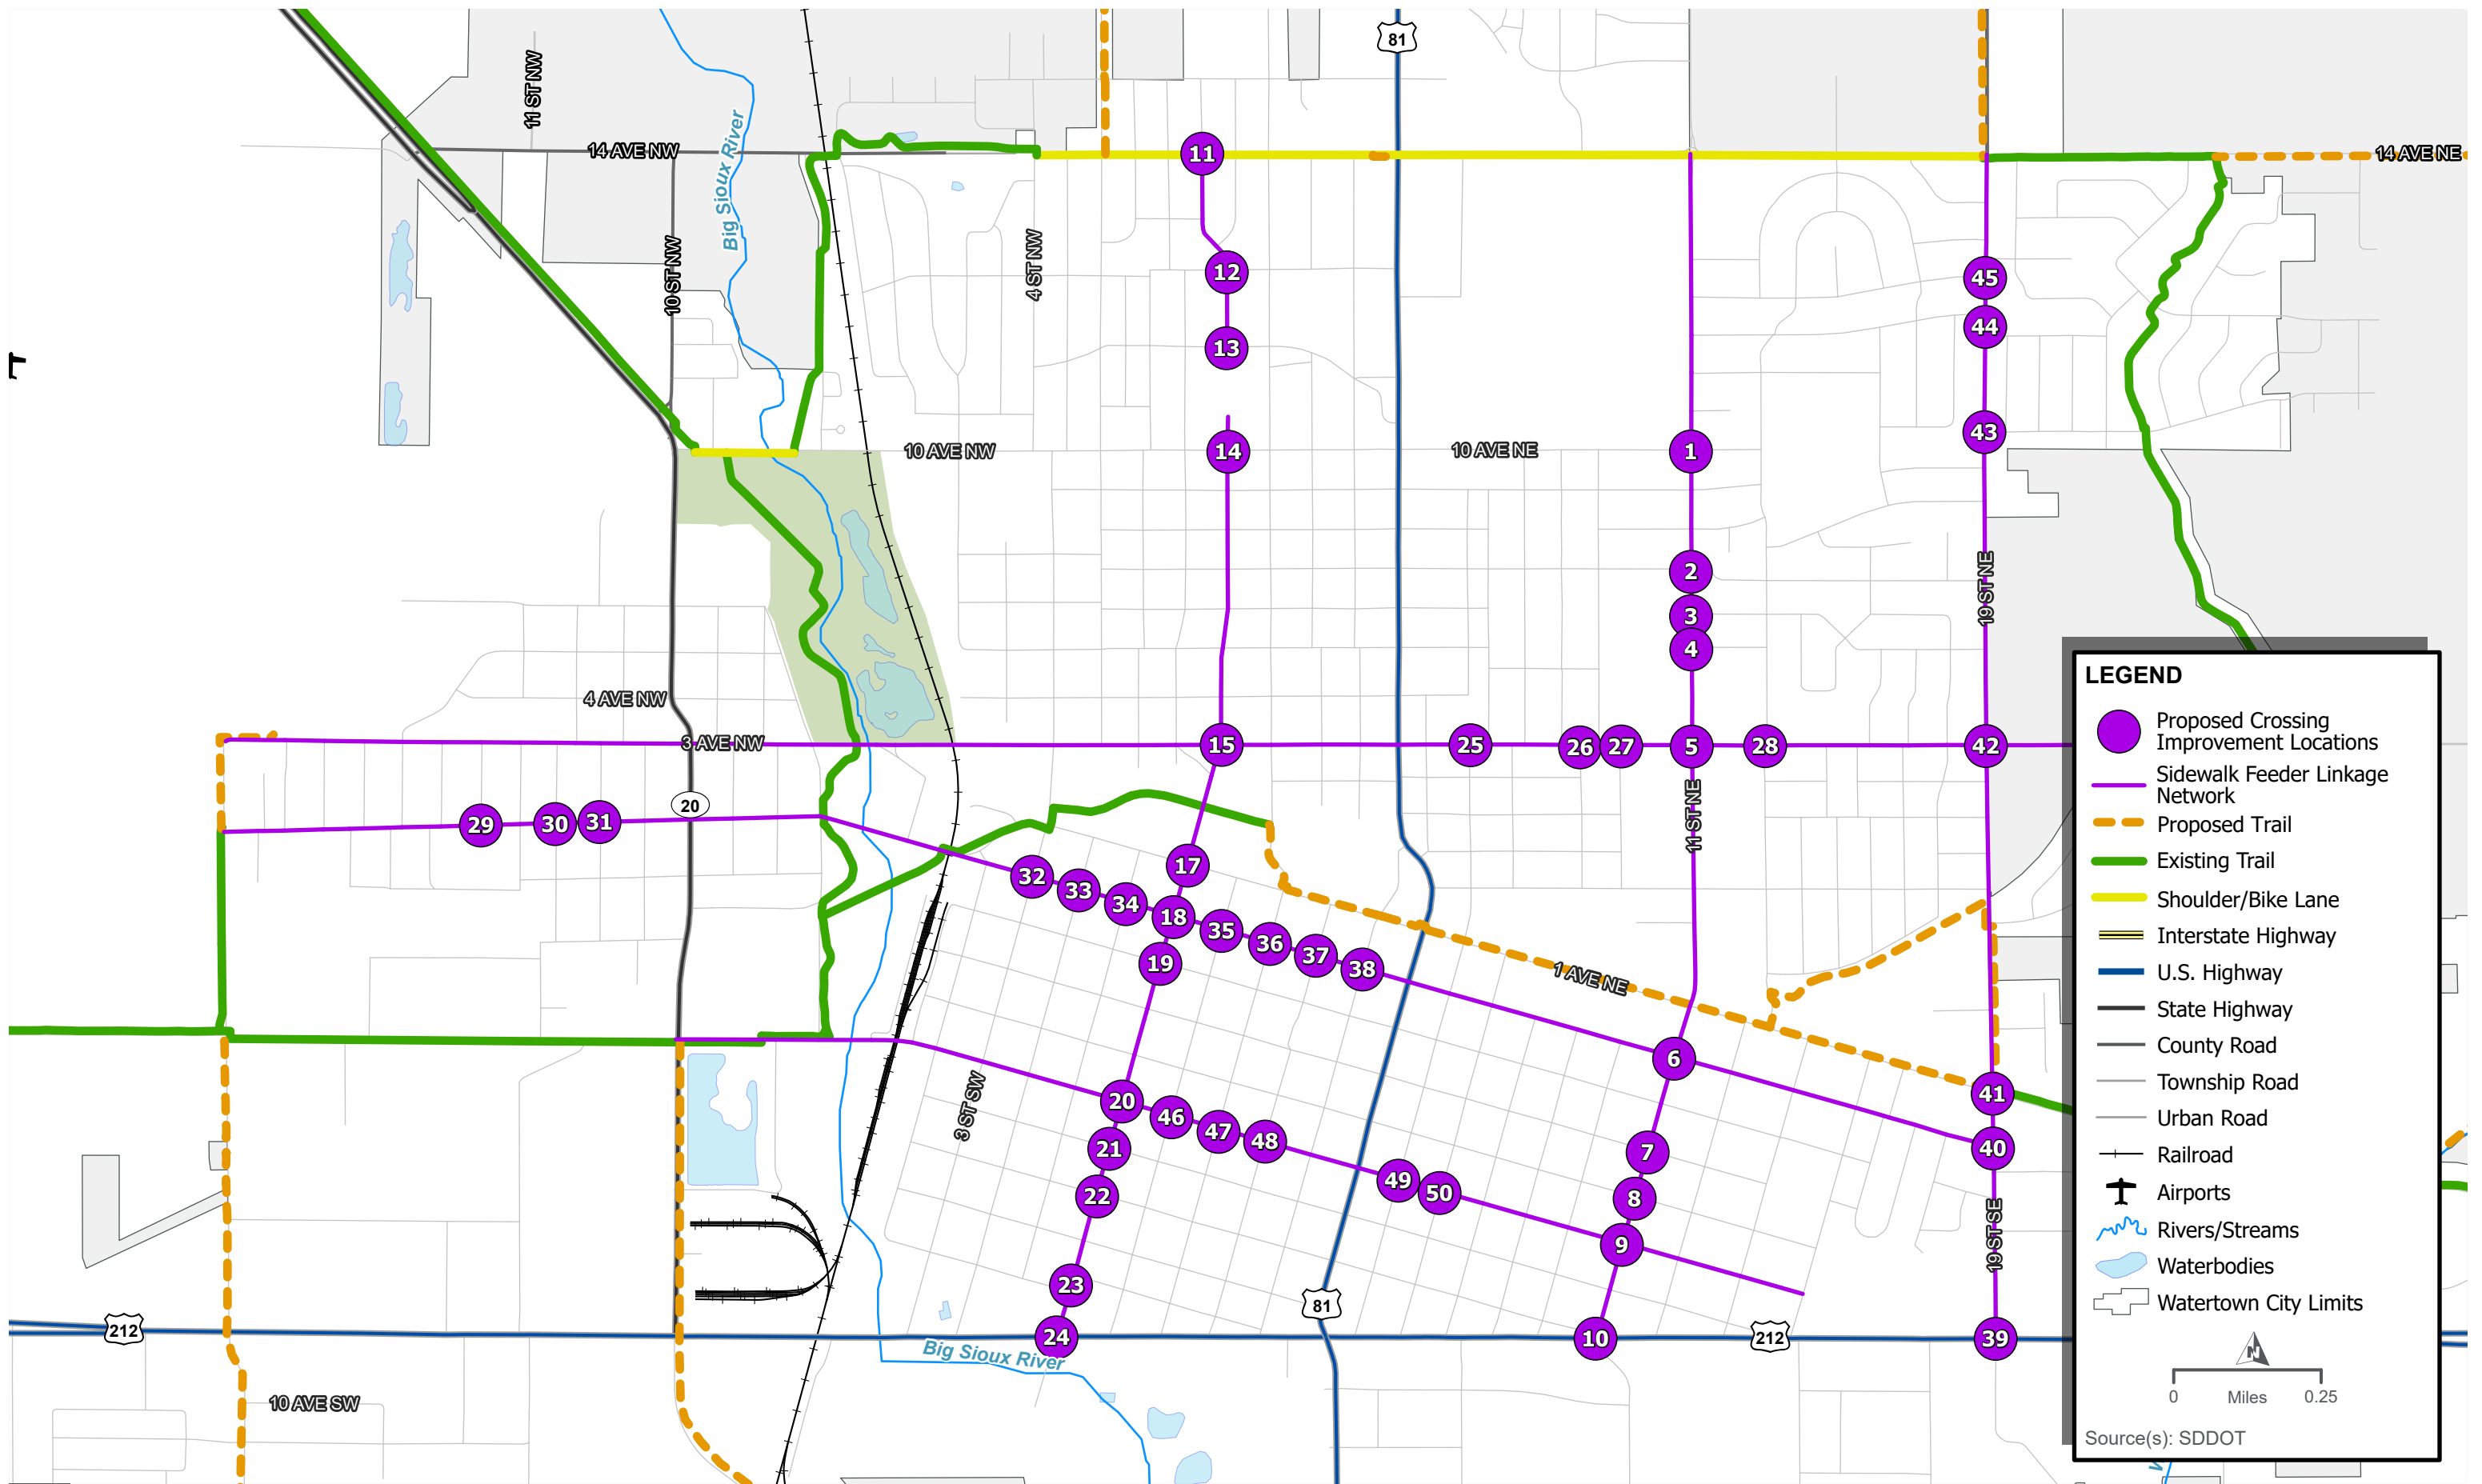 81
11 ST NW
14 AVE NW
Big Sioux River
11
14 AVE NE
10 ST NW
4 ST NW
12
45
44
13
43
10 AVE NW
14
10 AVE NE
1
2
19 ST NE
3
4
4 AVE NW
3 AVE NW
15
25
26
27
5
28
42
20
29
30
31
11 ST NE
17
32
33
34
18
35
36
37
38
19
1 AVE NE
6
41
3 ST SW
20
46
47
48
40
21
7
22
49
50
8
19 ST SE
9
23
81
212
24
10
212
39
Big Sioux River
10 AVE SW
LEGEND
Proposed Crossing
Improvement Locations
Sidewalk Feeder Linkage
Network
Proposed Trail
Existing Trail
Shoulder/Bike Lane
Interstate Highway
U.S. Highway
State Highway
County Road
Township Road
Urban Road
Railroad
Airports
Rivers/Streams
Waterbodies
Watertown City Limits
N
0 Miles 0.25
Source(s): SDDOT